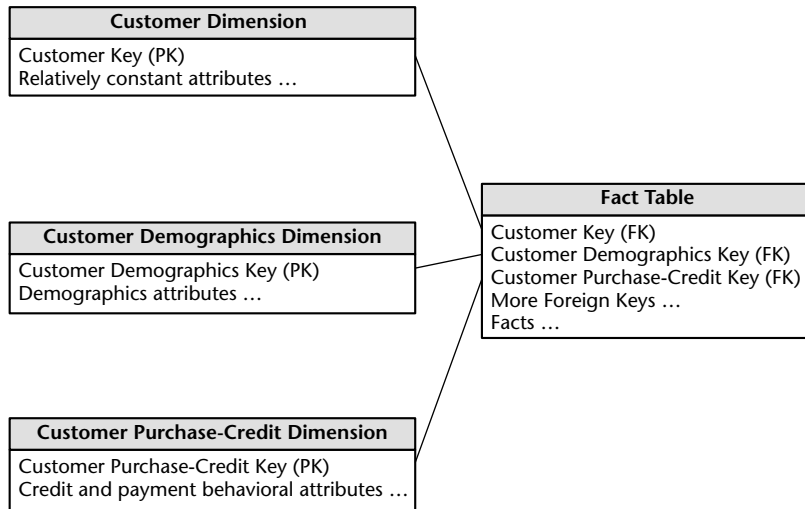 Customer Dimension
Customer Key (PK)
Relatively constant attributes …
Customer Demographics Dimension
Customer Demographics Key (PK)
Demographics attributes …
Customer Purchase-Credit Dimension
Customer Purchase-Credit Key (PK)
Credit and payment behavioral attributes …
Fact Table
Customer Key (FK)
Customer Demographics Key (FK)
Customer Purchase-Credit Key (FK)
More Foreign Keys …
Facts …